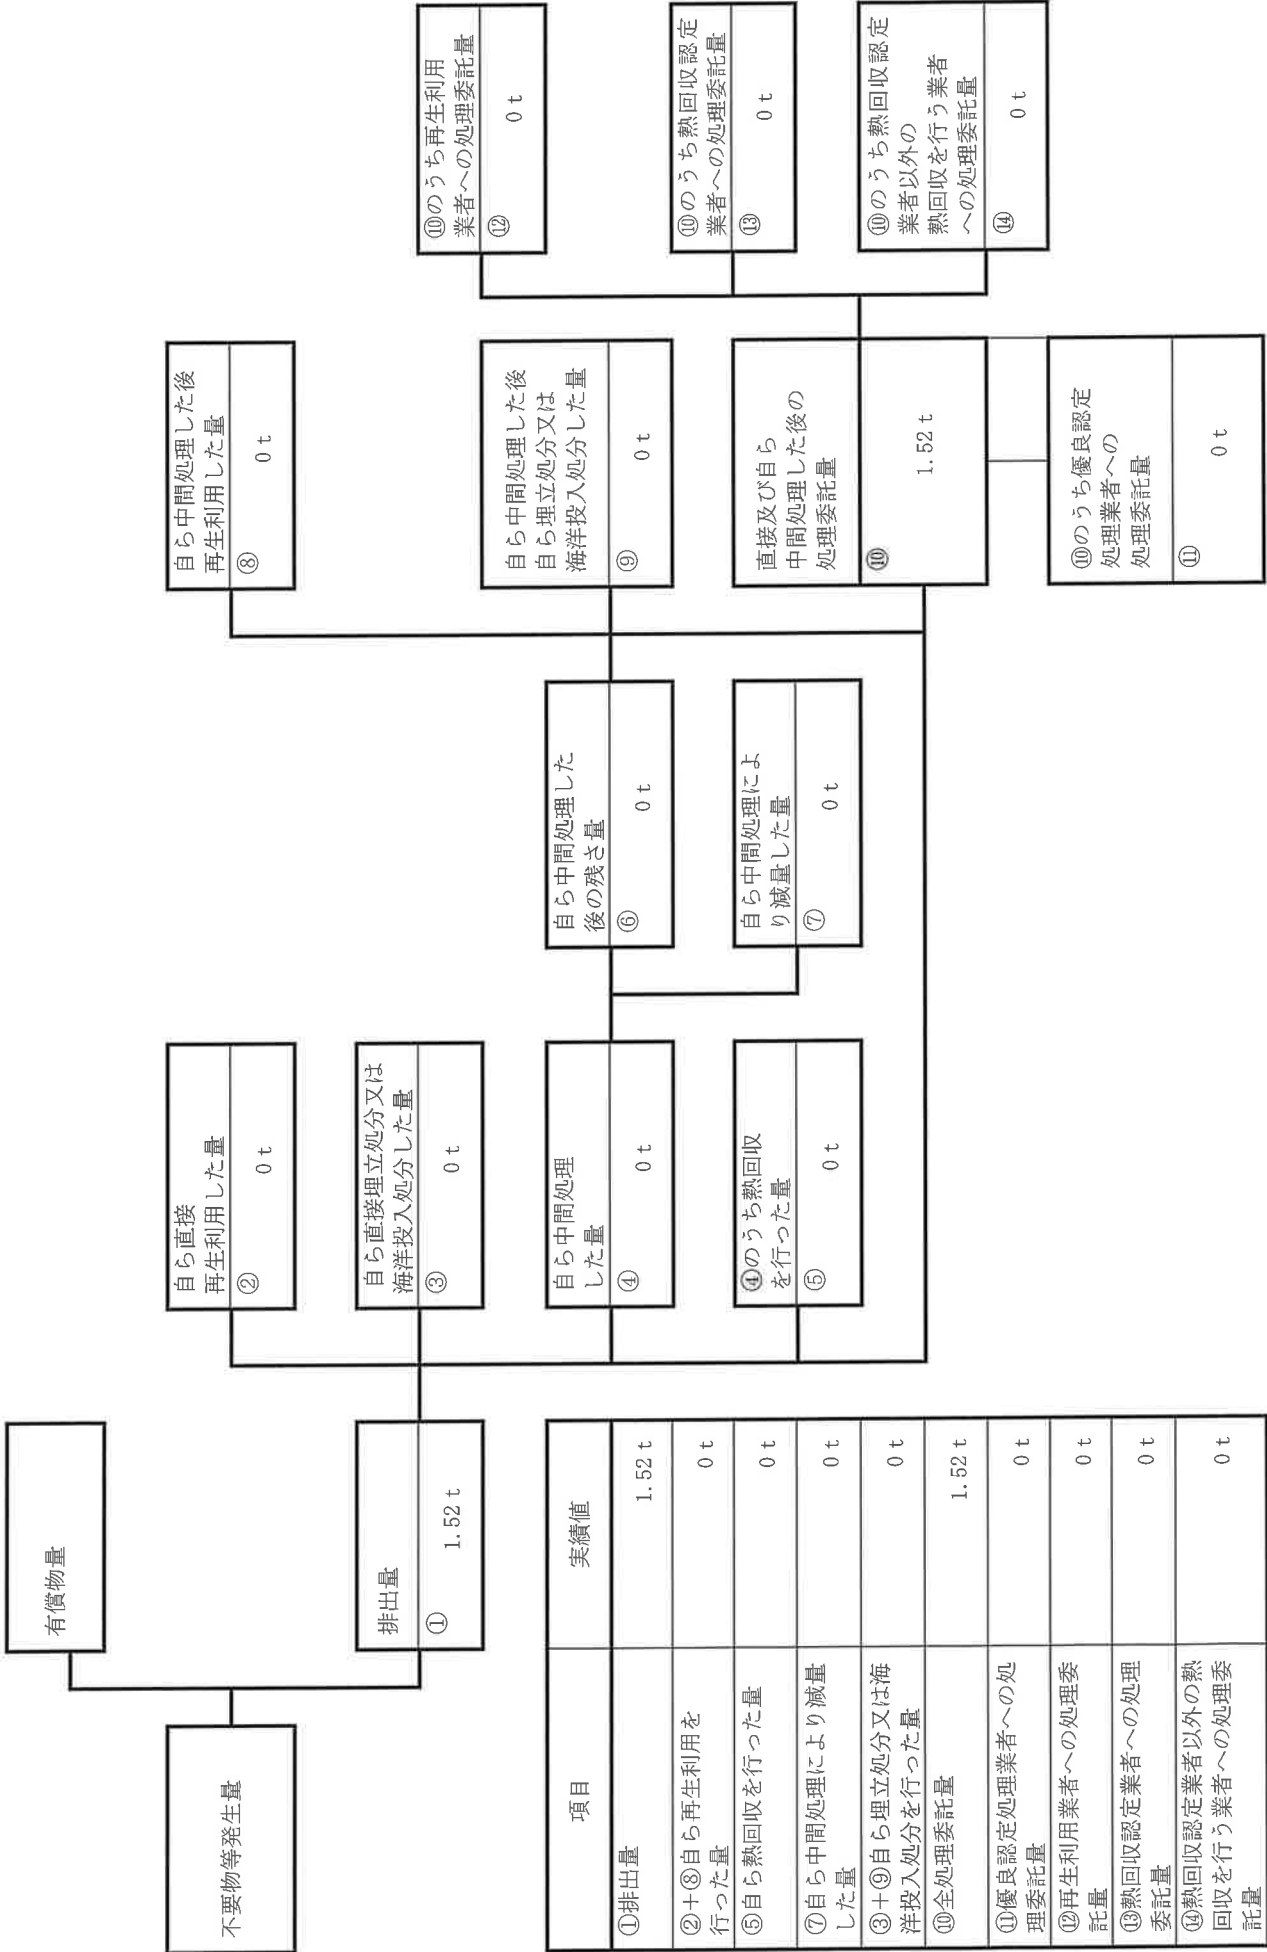 不要物等発生量
有償物量
排出量
①
1.52 t
自ら直接
再生利用した量
②
0 t
自ら直接埋立処分又は
海洋投入処分した量
③
0 t
自ら中間処理
した量
④
0 t
④のうち熱回収
を行った量
⑤
0 t
自ら中間処理した
後の残さ量
⑥
0 t
自ら中間処理によ
り減量した量
⑦
0 t
自ら中間処理した後
再生利用した量
⑧
0 t
自ら中間処理した後
自ら埋立処分又は
海洋投入処分した量
⑨
0 t
直接及び自ら
中間処理した後の
処理委託量
⑩
1.52 t
⑩のうち優良認定
処理業者への
処理委託量
⑪
0 t
⑩のうち再生利用
業者への処理委託量
⑫
0 t
⑩のうち熱回収認定
業者への処理委託量
⑬
0 t
⑩のうち熱回収認定
業者以外の
熱回収を行う業者
への処理委託量
⑭
0 t
項目
実績値
①排出量
1.52 t
②+⑧自ら再生利用を
行った量
0 t
⑤自ら熱回収を行った量
0 t
⑦自ら中間処理により減量
した量
0 t
③+⑨自ら埋立処分又は海
洋投入処分を行った量
0 t
⑩全処理委託量
1.52 t
⑪優良認定処理業者への処
理委託量
0 t
⑫再生利用業者への処理委
託量
0 t
⑬熱回収認定業者への処理
委託量
0 t
⑭熱回収認定業者以外の熱
回収を行う業者への処理委
託量
0 t